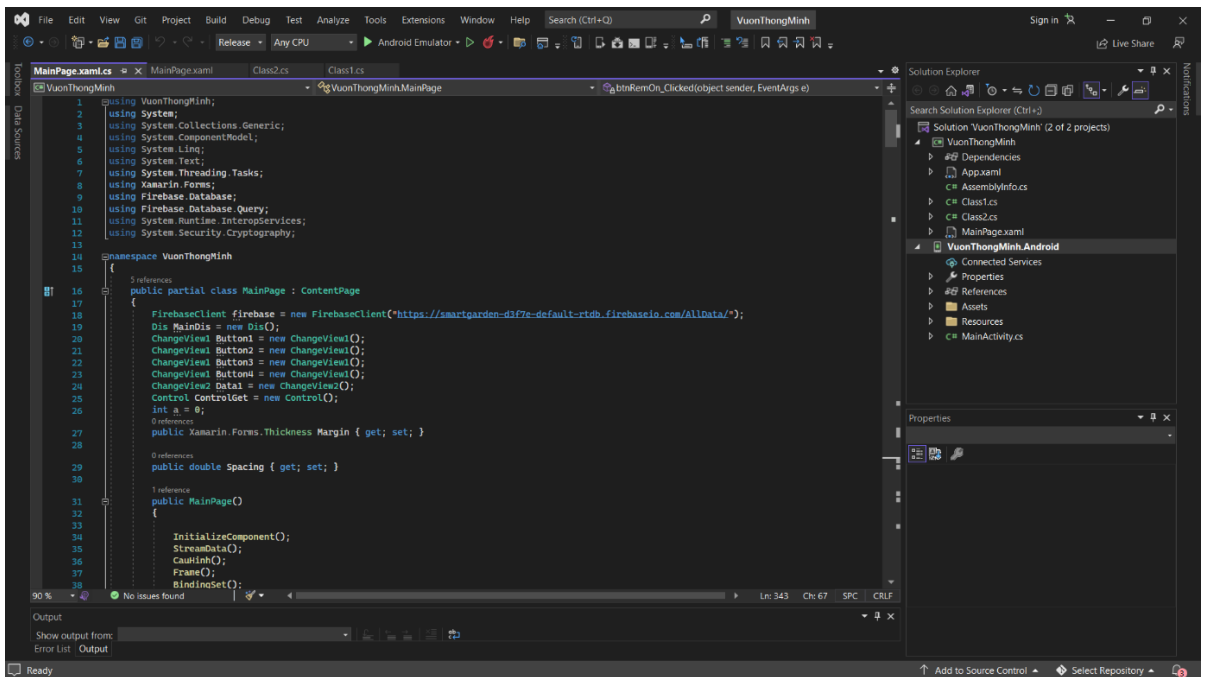 File Edit View Git Project Build Debug Test Analyze Tools Extensions Window Help Search (Ctrl+Q) VuonThongMinh Sign in
Release Any CPU Android Emulator Live Share
MainPage.xaml.cs MainPage.xaml Class2.cs Class1.cs
VuonThongMinh VuonThongMinh.MainPage btnRemOn_Clicked(object sender, EventArgs e)
Toolbox
Data Sources
1 using VuonThongMinh;
2 using System;
3 using System.Collections.Generic;
4 using System.ComponentModel;
5 using System.Linq;
6 using System.Text;
7 using System.Threading.Tasks;
8 using Xamarin.Forms;
9 using Firebase.Database;
10 using Firebase.Database.Query;
11 using System.Runtime.InteropServices;
12 using System.Security.Cryptography;
13
14 namespace VuonThongMinh
15 {
5 references
16 public partial class MainPage : ContentPage
17 {
18 FirebaseClient firebase = new FirebaseClient("https://smartgarden-d3f7e-default-rtdb.firebaseio.com/AllData/");
19 Dis MainDis = new Dis();
20 ChangeView1 Button1 = new ChangeView1();
21 ChangeView1 Button2 = new ChangeView1();
22 ChangeView1 Button3 = new ChangeView1();
23 ChangeView1 Button4 = new ChangeView1();
24 ChangeView2 Data1 = new ChangeView2();
25 Control ControlGet = new Control();
26 int a = 0;
0 references
27 public Xamarin.Forms.Thickness Margin { get; set; }
28
0 references
29 public double Spacing { get; set; }
30
1 reference
31 public MainPage()
32 {
33
34 InitializeComponent();
35 StreamData();
36 CauHinh();
37 Frame();
38 BindingSet();
90 % No issues found Ln: 343 Ch: 67 SPC CRLF
Output
Show output from:
Error List Output
Solution Explorer
Search Solution Explorer (Ctrl+;)
Solution 'VuonThongMinh' (2 of 2 projects)
VuonThongMinh
Dependencies
App.xaml
C# AssemblyInfo.cs
C# Class1.cs
C# Class2.cs
MainPage.xaml
VuonThongMinh.Android
Connected Services
Properties
References
Assets
Resources
C# MainActivity.cs
Properties
Notifications
Ready Add to Source Control Select Repository 3